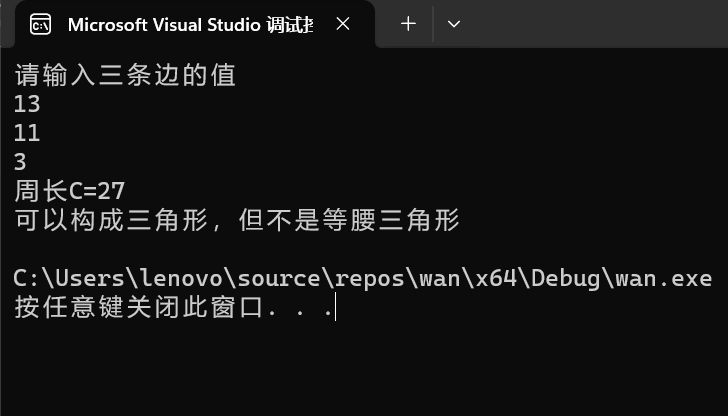 Microsoft Visual Studio 调试
请输入三条边的值
13
11
3
周长C=27
可以构成三角形，但不是等腰三角形
C:\Users\lenovo\source\repos\wan\x64\Debug\wan.exe
按任意键关闭此窗口. . .